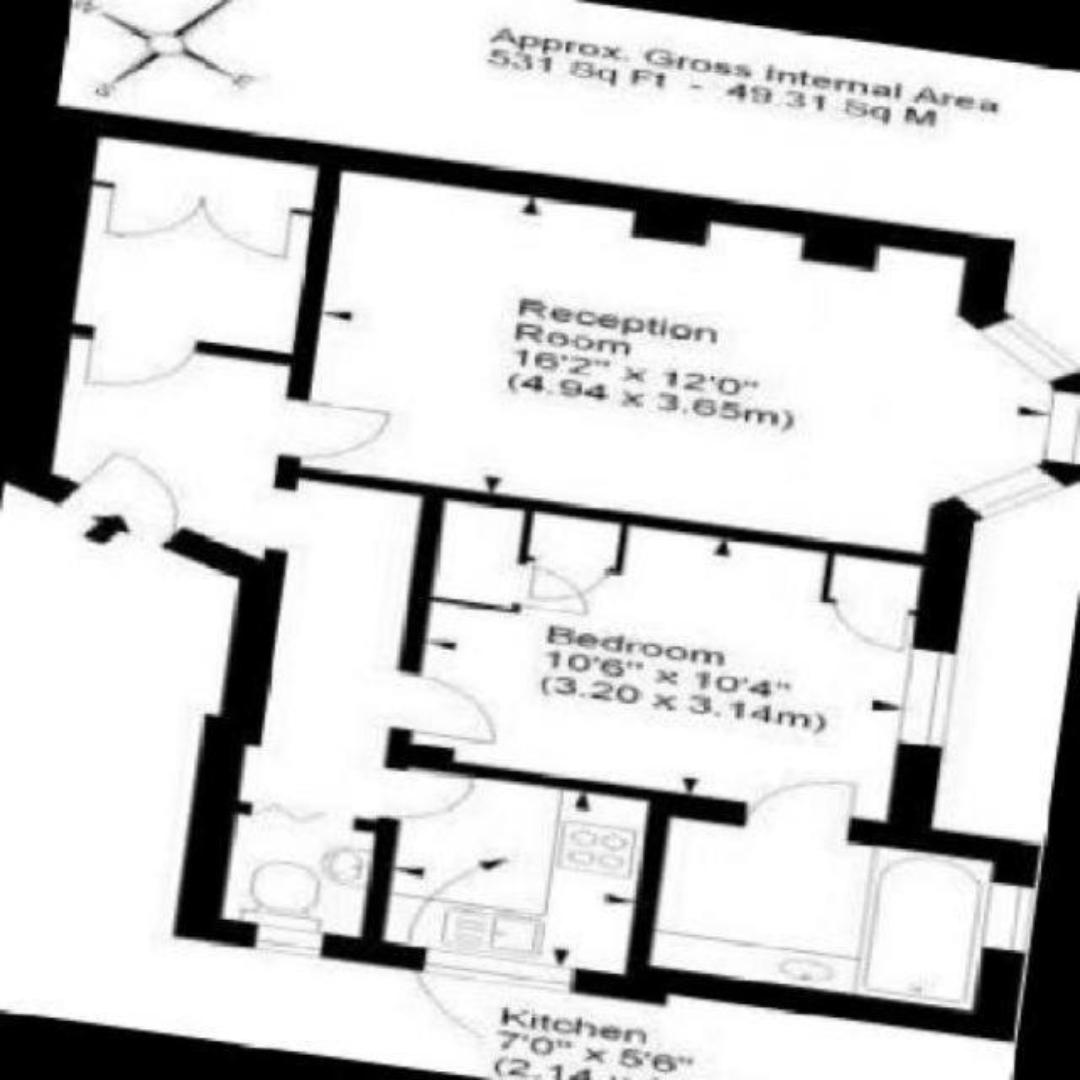 Approx. Gross Internal Area
531 Sq Ft - 49.31 Sq M
Reception
Room
16'2" x 12'0"
(4.94 x 3.65m)
Bedroom
10'6" x 10'4"
(3.20 x 3.14m)
Kitchen
7'0" x 5'6"
(2.14 x